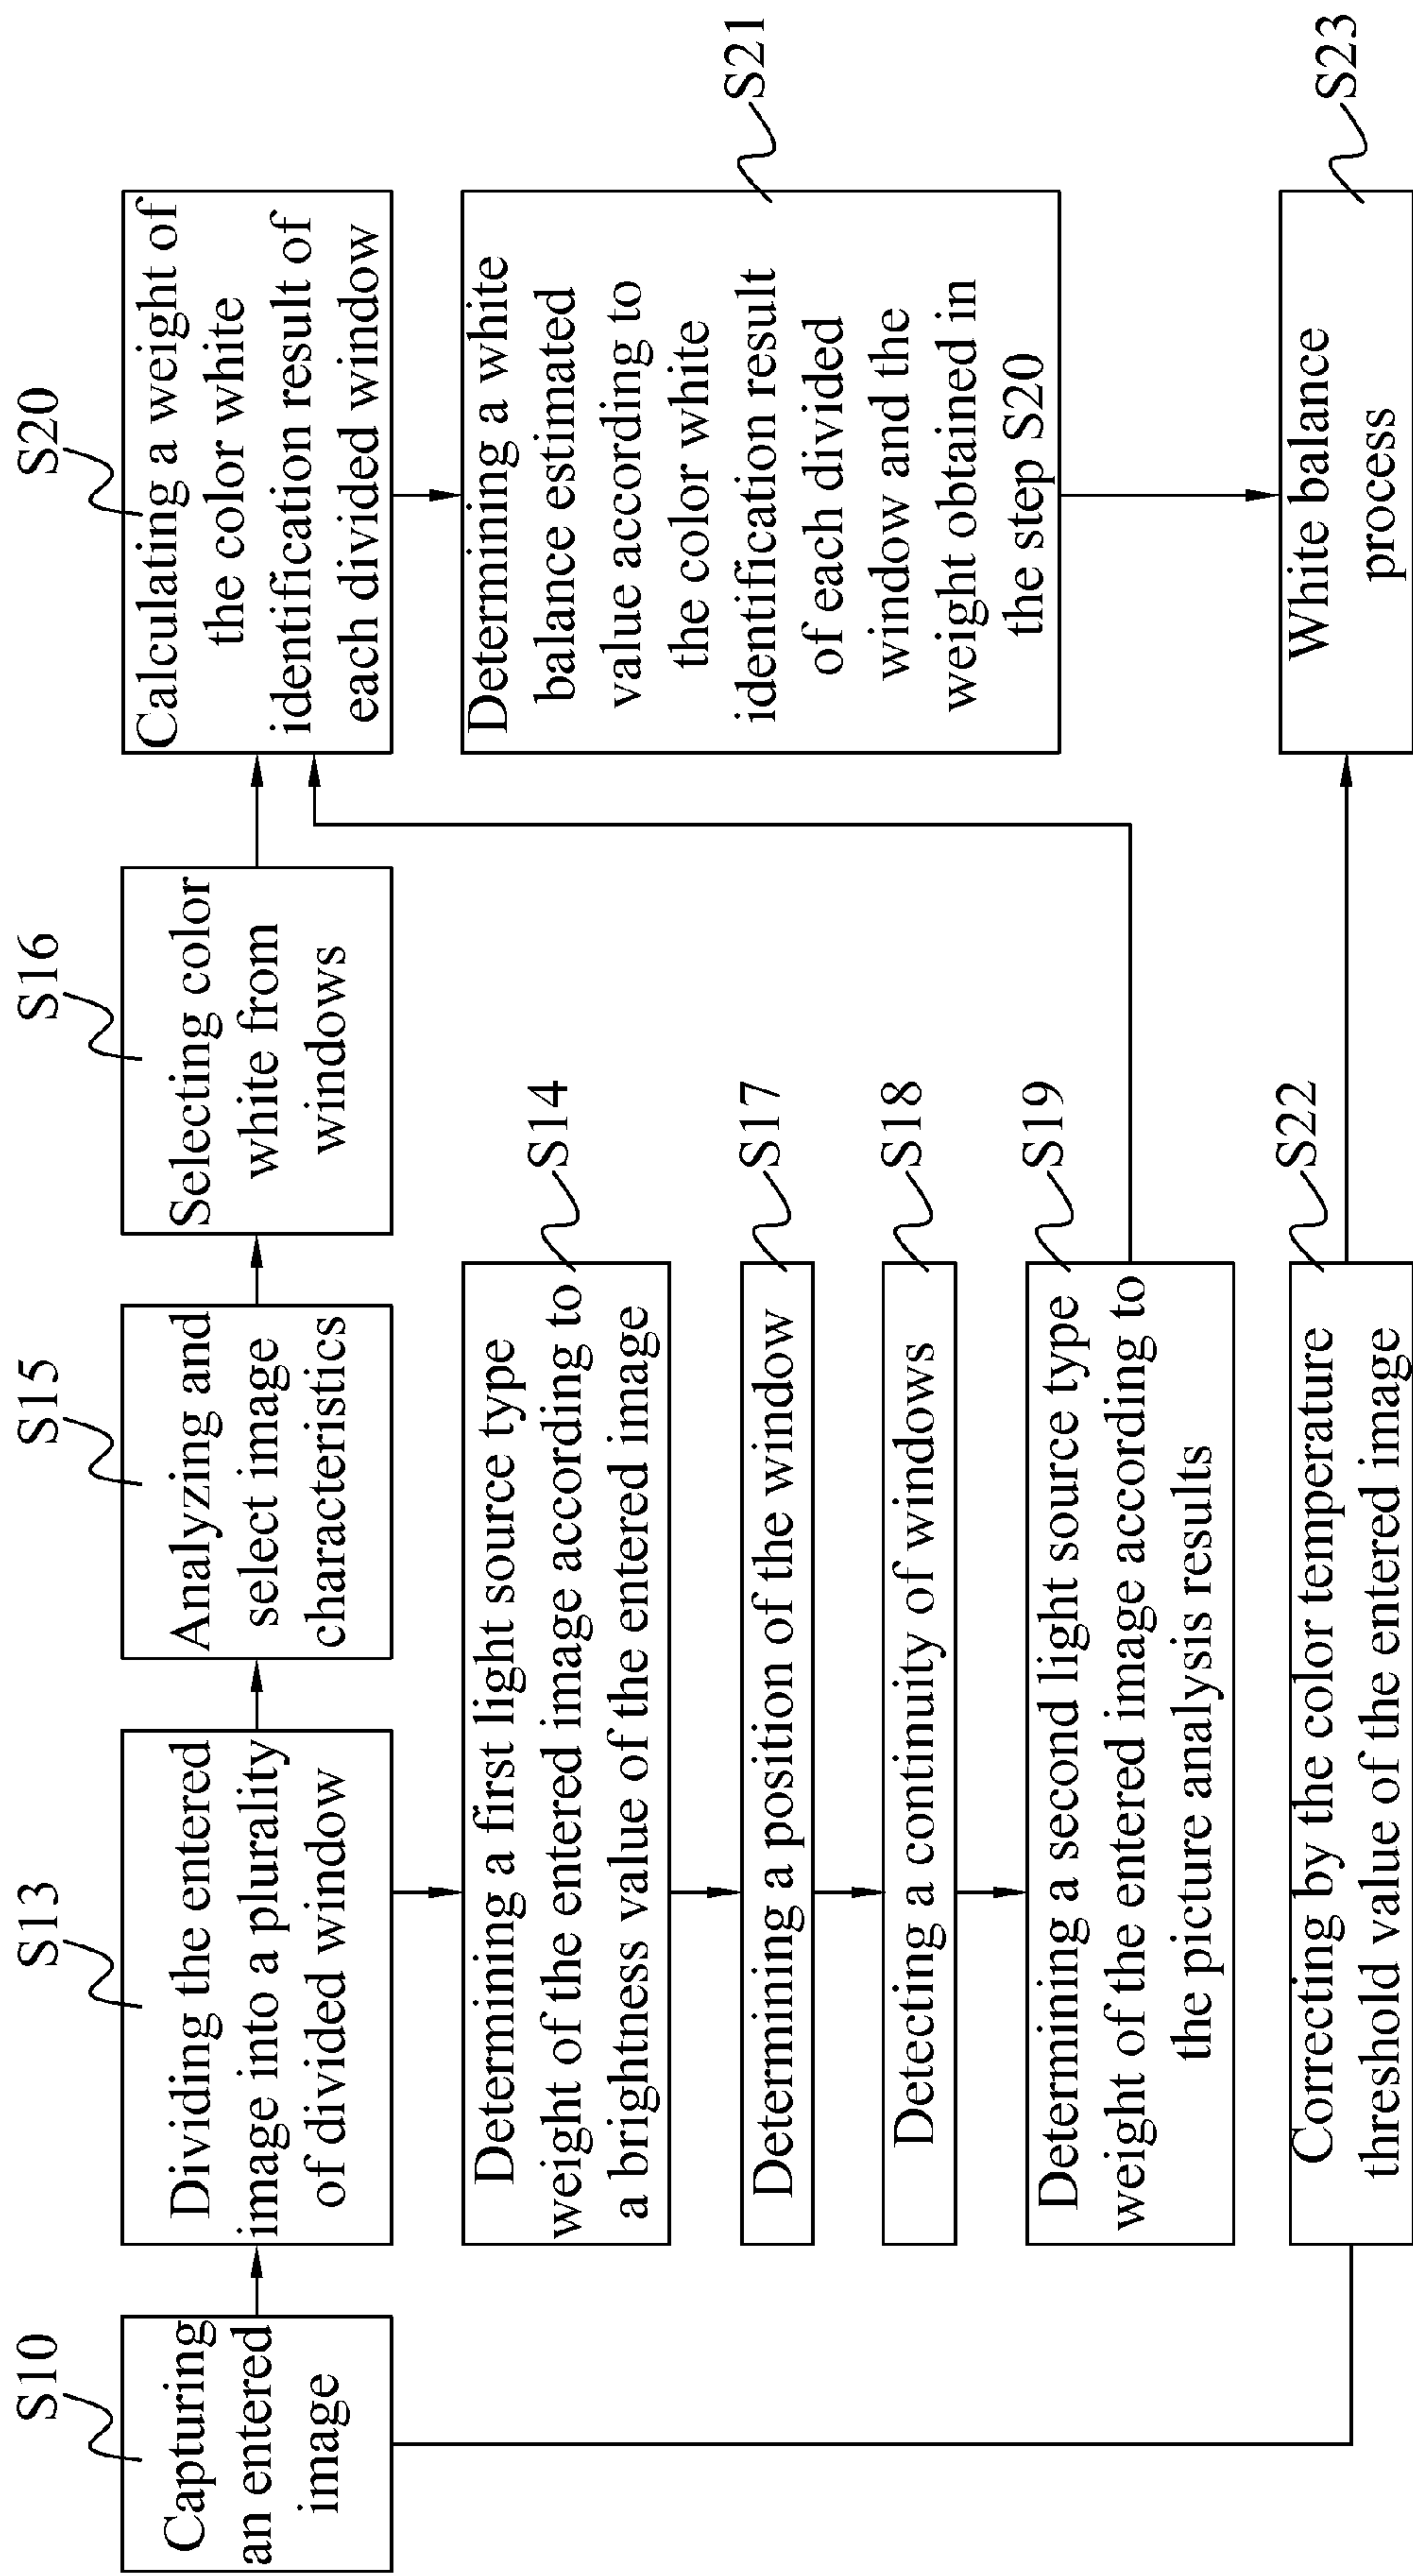 S10
Capturing
an entered
image
S13
Dividing the entered
image into a plurality
of divided window
S15
Analyzing and
select image
characteristics
S16
Selecting color
white from
windows
S20
Calculating a weight of
the color white
identification result of
each divided window
Determining a first light source type
weight of the entered image according to
a brightness value of the entered image
S14
Determining a position of the window
S17
Detecting a continuity of windows
S18
Determining a second light source type
weight of the entered image according to
the picture analysis results
S19
Correcting by the color temperature
threshold value of the entered image
S22
Determining a white
balance estimated
value according to
the color white
identification result
of each divided
window and the
weight obtained in
the step S20
S21
White balance
process
S23